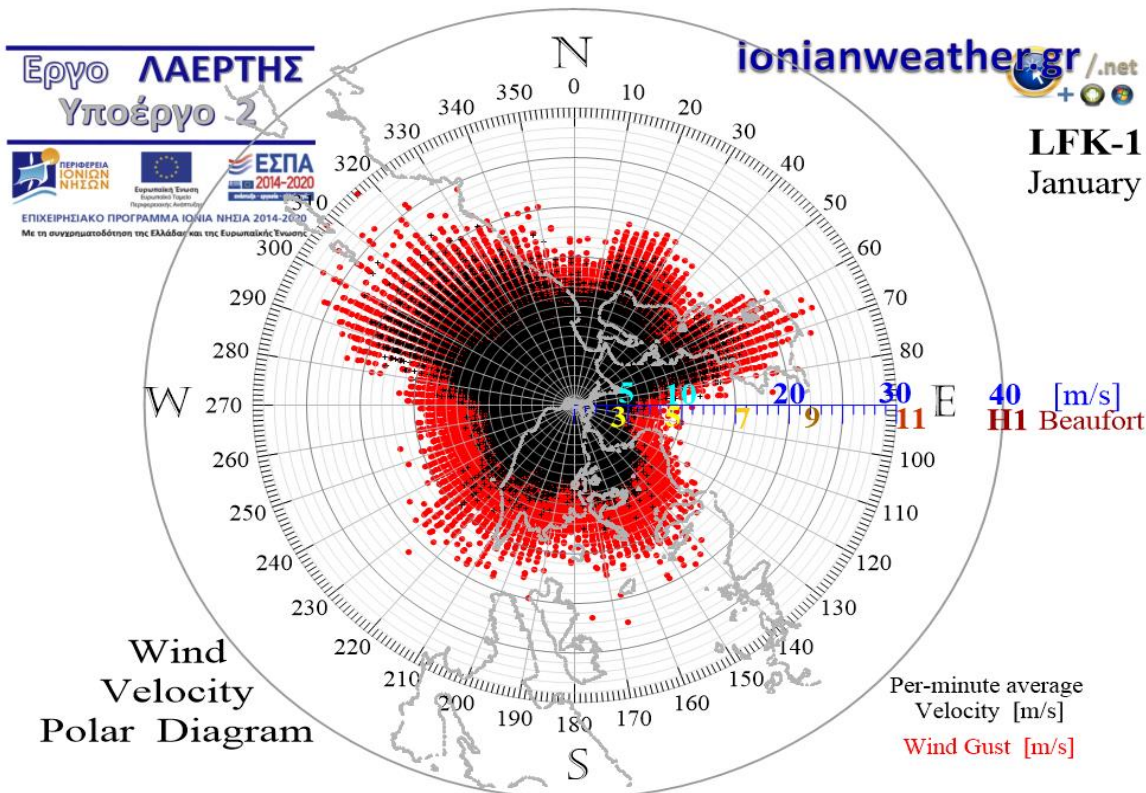 Εργο ΛΑΕΡΤΗΣ
Υποέργο 2
ΠΕΡΙΦΕΡΕΙΑ
ΙΟΝΙΩΝ
ΝΗΣΩΝ
Ευρωπαϊκή Ένωση
Ευρωπαϊκό Ταμείο
Περιφερειακής Ανάπτυξης
ΕΣΠΑ
2014-2020
ΕΠΙΧΕΙΡΗΣΙΑΚΟ ΠΡΟΓΡΑΜΜΑ ΙΟΝΙΑ ΝΗΣΙΑ 2014-2020
Με τη συγχρηματοδότηση της Ελλάδας και της Ευρωπαϊκής Ένωσης
ionianweather.gr /.net
+
LFK-1
January
N
0
10
20
30
40
50
60
70
80
E
100
110
120
130
140
150
160
170
180
S
190
200
210
220
230
240
250
260
270
W
280
290
300
310
320
330
340
350
5 10 20 30 40 [m/s]
3 5 7 9 11 H1 Beaufort
Wind
Velocity
Polar Diagram
Per-minute average
Velocity [m/s]
Wind Gust [m/s]